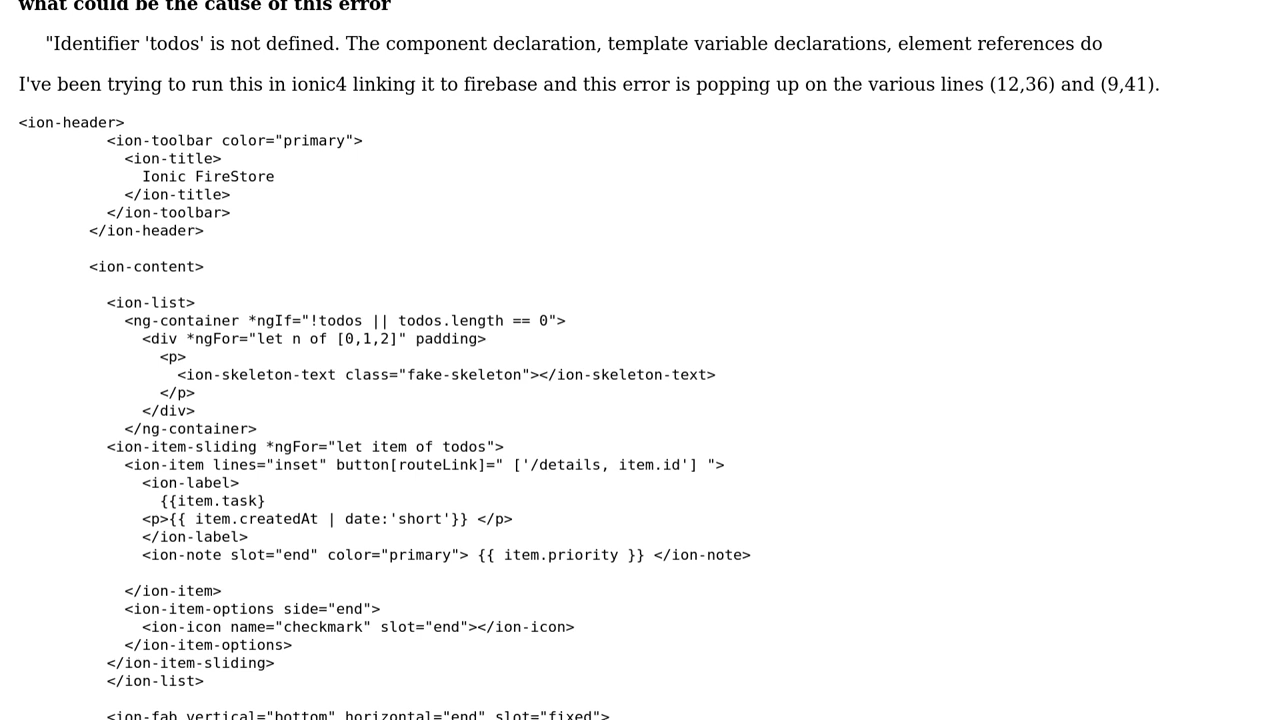 what could be the cause of this error
"Identifier 'todos' is not defined. The component declaration, template variable declarations, element references do
I've been trying to run this in ionic4 linking it to firebase and this error is popping up on the various lines (12,36) and (9,41).
<ion-header>
<ion-toolbar color="primary">
<ion-title>
Ionic FireStore
</ion-title>
</ion-toolbar>
</ion-header>
<ion-content>
<ion-list>
<ng-container *ngIf="!todos || todos.length == 0">
<div *ngFor="let n of [0,1,2]" padding>
<p>
<ion-skeleton-text class="fake-skeleton"></ion-skeleton-text>
</p>
</div>
</ng-container>
<ion-item-sliding *ngFor="let item of todos">
<ion-item lines="inset" button[routeLink]=" ['/details, item.id'] ">
<ion-label>
{{item.task}
<p>{{ item.createdAt | date:'short'}} </p>
</ion-label>
<ion-note slot="end" color="primary"> {{ item.priority }} </ion-note>
</ion-item>
<ion-item-options side="end">
<ion-icon name="checkmark" slot="end"></ion-icon>
</ion-item-options>
</ion-item-sliding>
</ion-list>
<ion-fab vertical="bottom" horizontal="end" slot="fixed">